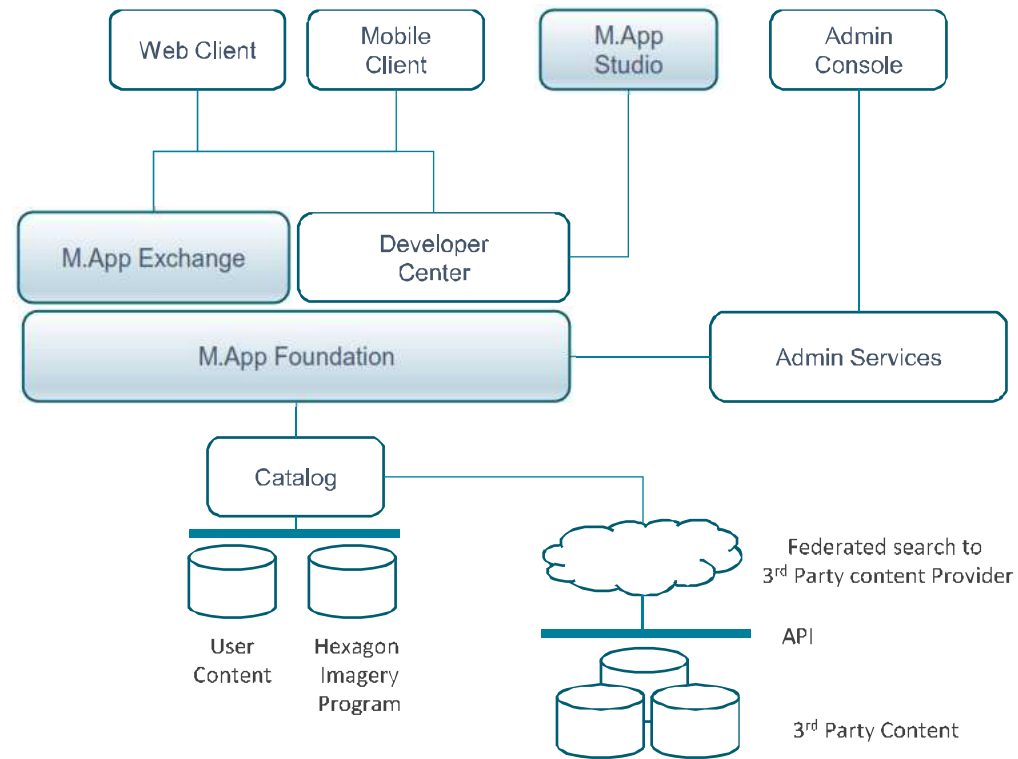 Web Client
Mobile
Client
M.App
Studio
Admin
Console
M.App Exchange
Developer
Center
M.App Foundation
Admin Services
Catalog
Federated search to
3rd Party content Provider
User
Content
Hexagon
Imagery
Program
API
3rd Party Content